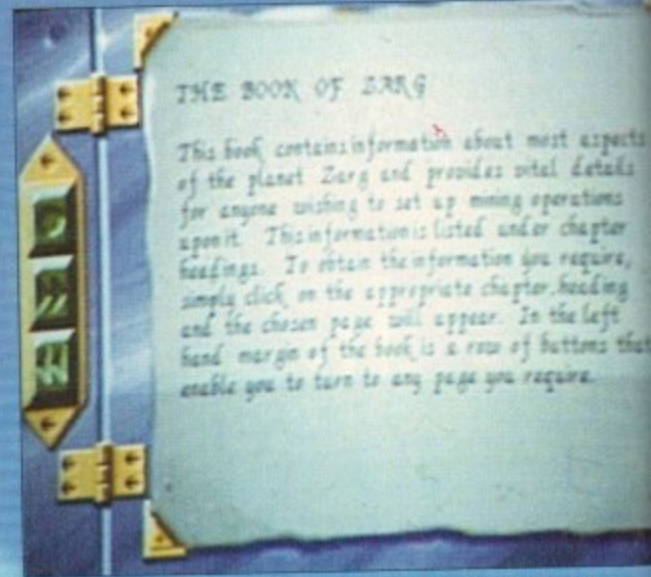 THE BOOK OF ZARG
This book contains information about most aspects
of the planet Zarg and provides vital details
for anyone wishing to set up mining operations
upon it. This information is listed under chapter
headings. To obtain the information you require,
simply click on the appropriate chapter heading
and the chosen page will appear. In the left
hand margin of the book is a row of buttons that
enable you to turn to any page you require.